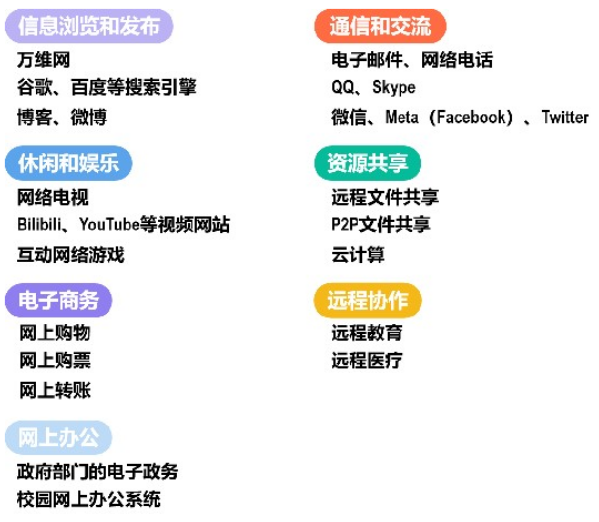 信息浏览和发布
万维网
谷歌、百度等搜索引擎
博客、微博
通信和交流
电子邮件、网络电话
QQ、Skype
微信、Meta（Facebook）、Twitter
休闲和娱乐
网络电视
Bilibili、YouTube等视频网站
互动网络游戏
资源共享
远程文件共享
P2P文件共享
云计算
电子商务
网上购物
网上购票
网上转账
远程协作
远程教育
远程医疗
网上办公
政府部门的电子政务
校园网上办公系统